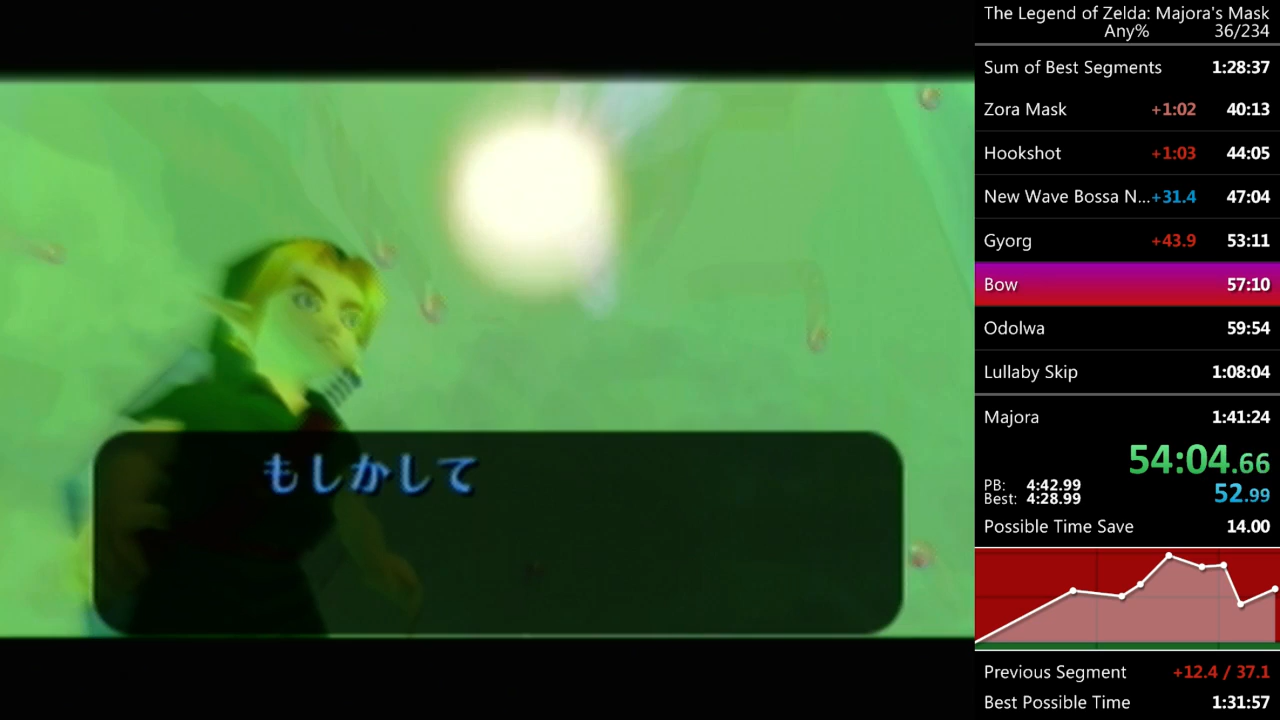 もしかして
The Legend of Zelda: Majora's Mask
Any% 36/234
Sum of Best Segments 1:28:37
Zora Mask +1:02 40:13
Hookshot +1:03 44:05
New Wave Bossa N... +31.4 47:04
Gyorg +43.9 53:11
Bow 57:10
Odolwa 59:54
Lullaby Skip 1:08:04
Majora 1:41:24
54:04.66
PB: 4:42.99
Best: 4:28.99 52.99
Possible Time Save 14.00
Previous Segment +12.4 / 37.1
Best Possible Time 1:31:57